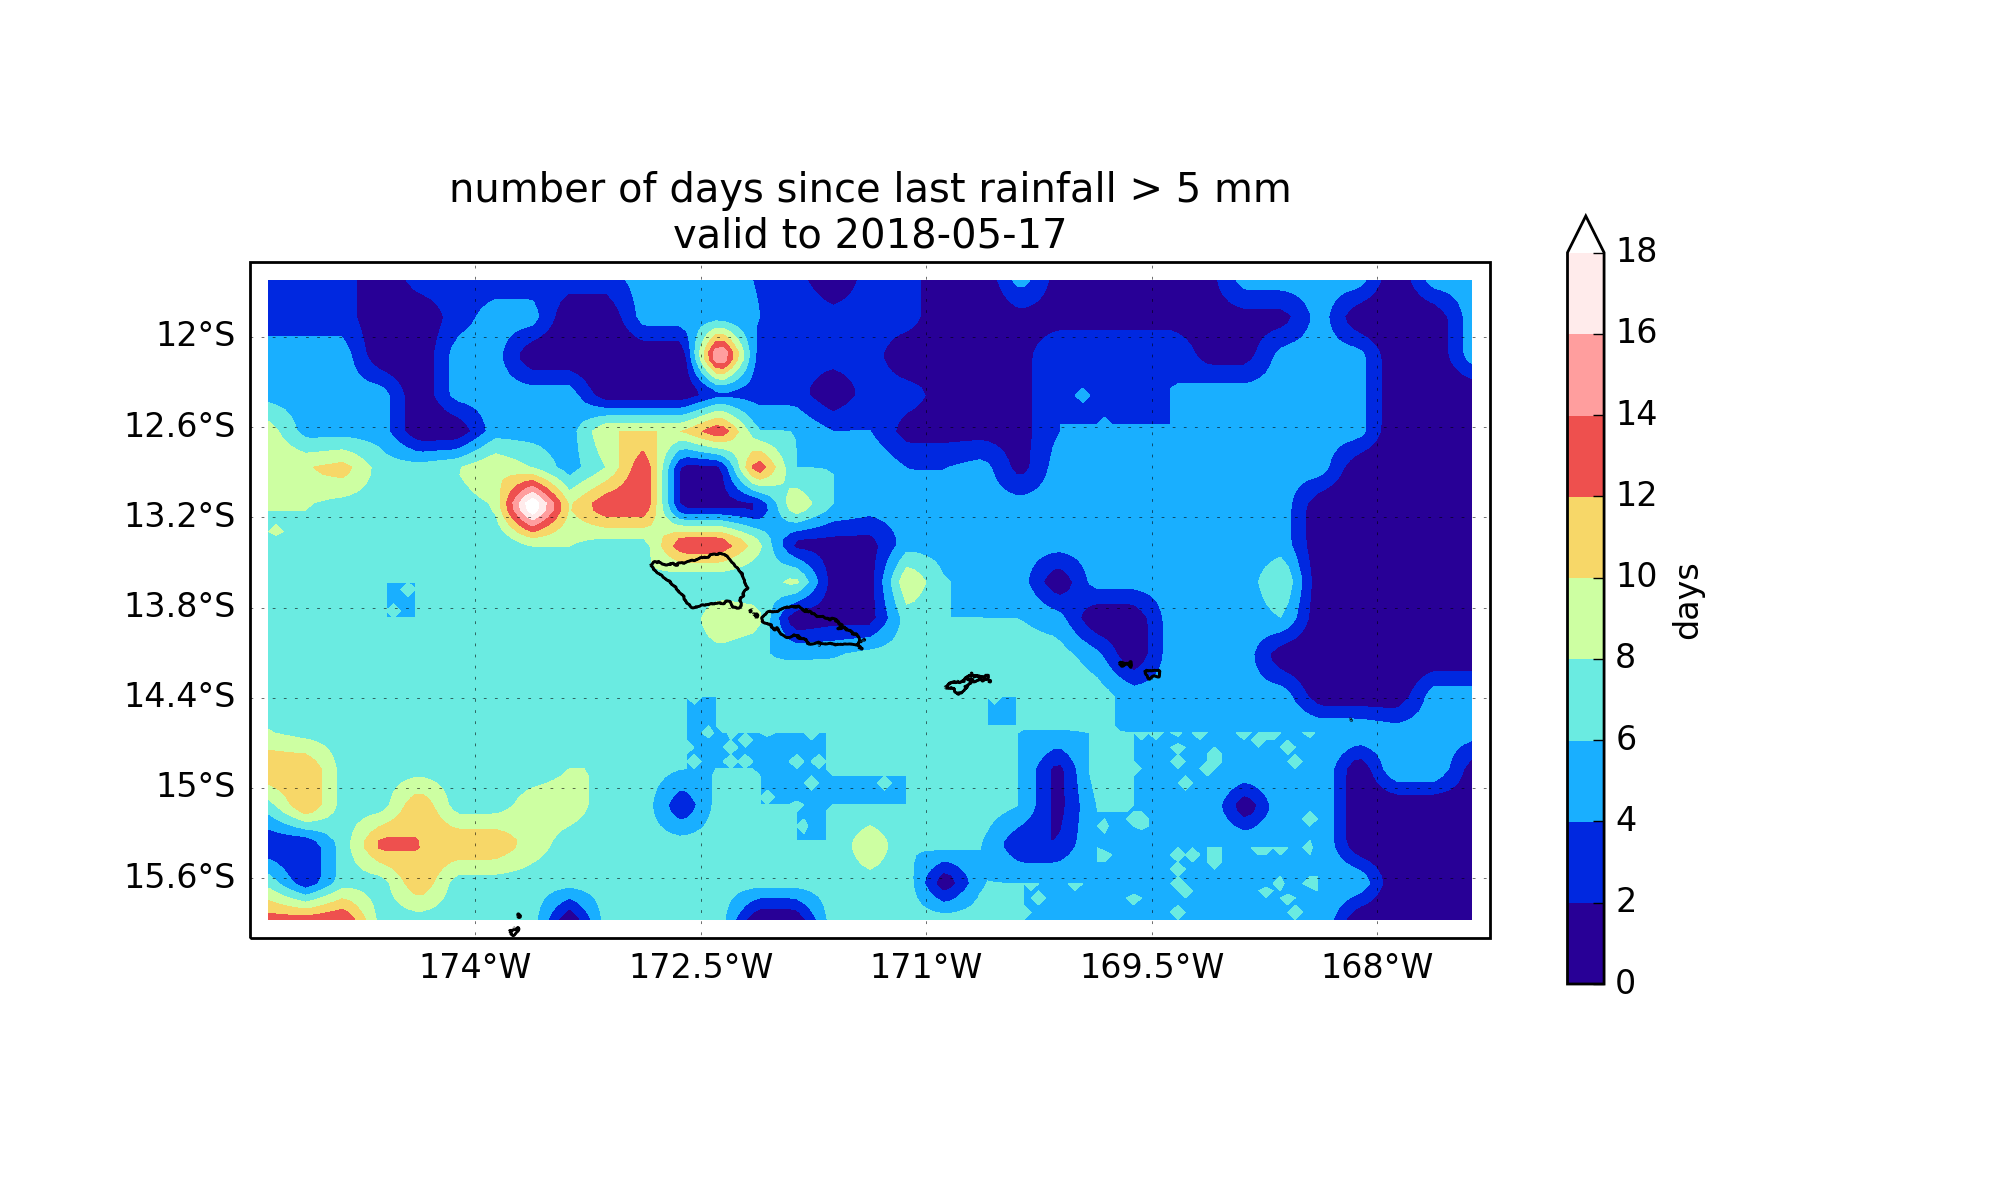 number of days since last rainfall > 5 mm
valid to 2018-05-17
12°S
12.6°S
13.2°S
13.8°S
14.4°S
15°S
15.6°S
174°W
172.5°W
171°W
169.5°W
168°W
18
16
14
12
10
8
6
4
2
0
days